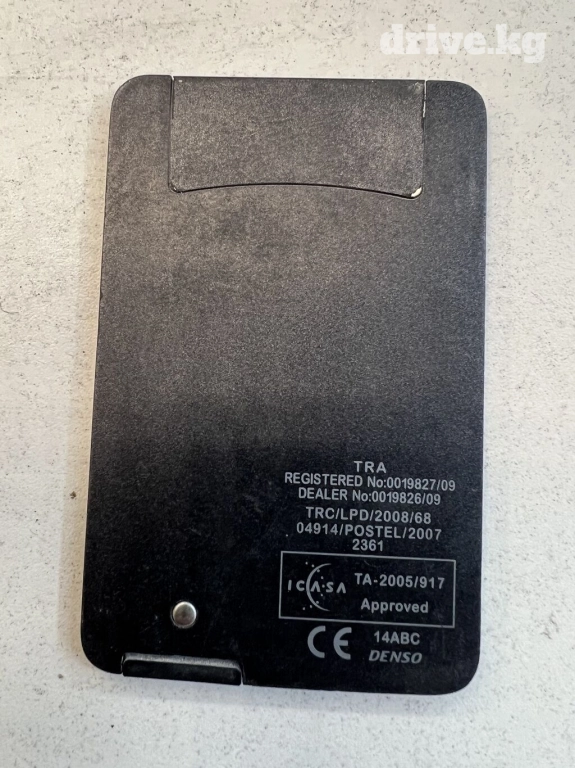 drive.kg
TRA
REGISTERED No:0019827/09
DEALER No:0019826/09
TRC/LPD/2008/68
04914/POSTEL/2007
2361
ICASA TA-2005/917
Approved
CE 14ABC
DENSO